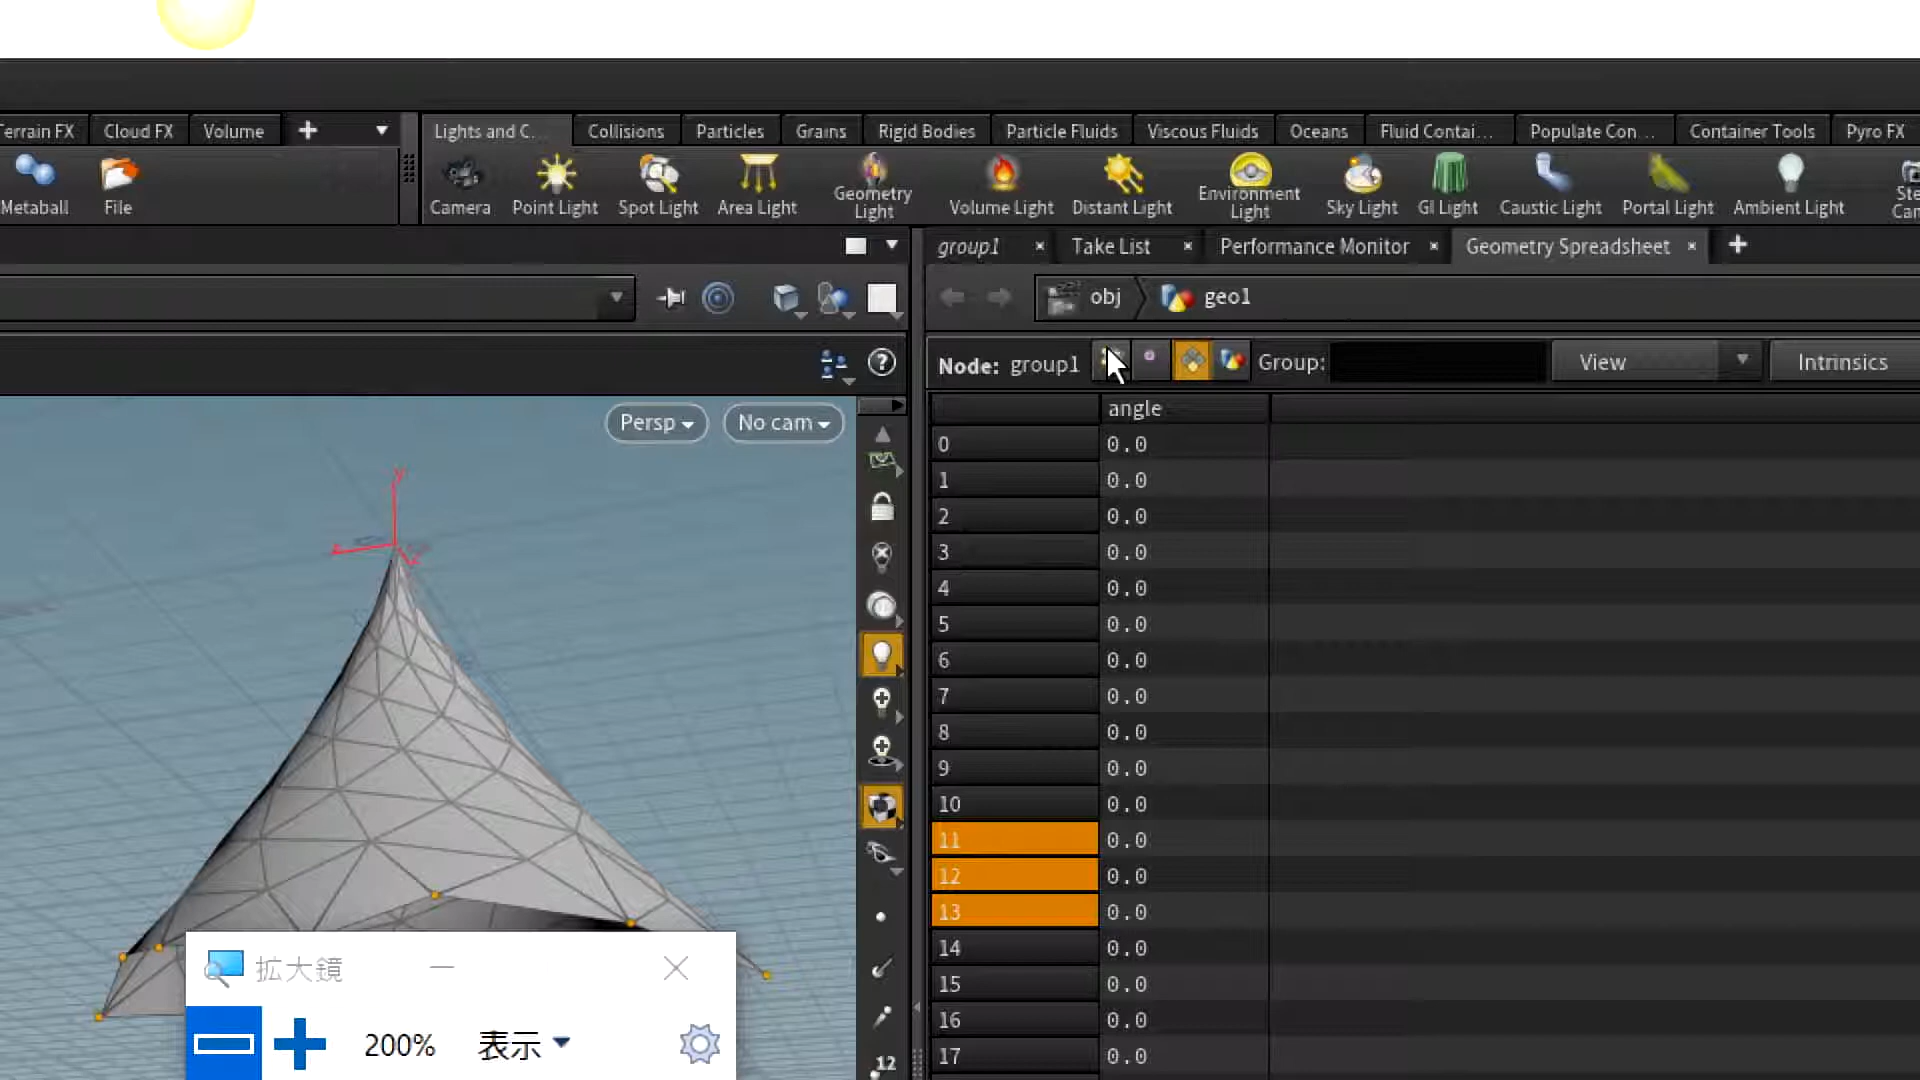 Terrain FX Cloud FX Volume
Lights and C... Collisions Particles Grains Rigid Bodies Particle Fluids Viscous Fluids Oceans Fluid Contai... Populate Con ... Container Tools Pyro FX
Metaball File
Camera Point Light Spot Light Area Light Geometry Light Volume Light Distant Light Environment Light Sky Light GI Light Caustic Light Portal Light Ambient Light
group1 Take List Performance Monitor Geometry Spreadsheet
obj geo1
Node: group1 Group: View Intrinsics
Persp No cam
y
z
angle
0 0.0
1 0.0
2 0.0
3 0.0
4 0.0
5 0.0
6 0.0
7 0.0
8 0.0
9 0.0
10 0.0
11 0.0
12 0.0
13 0.0
14 0.0
15 0.0
16 0.0
17 0.0
12
拡大鏡
200% 表示